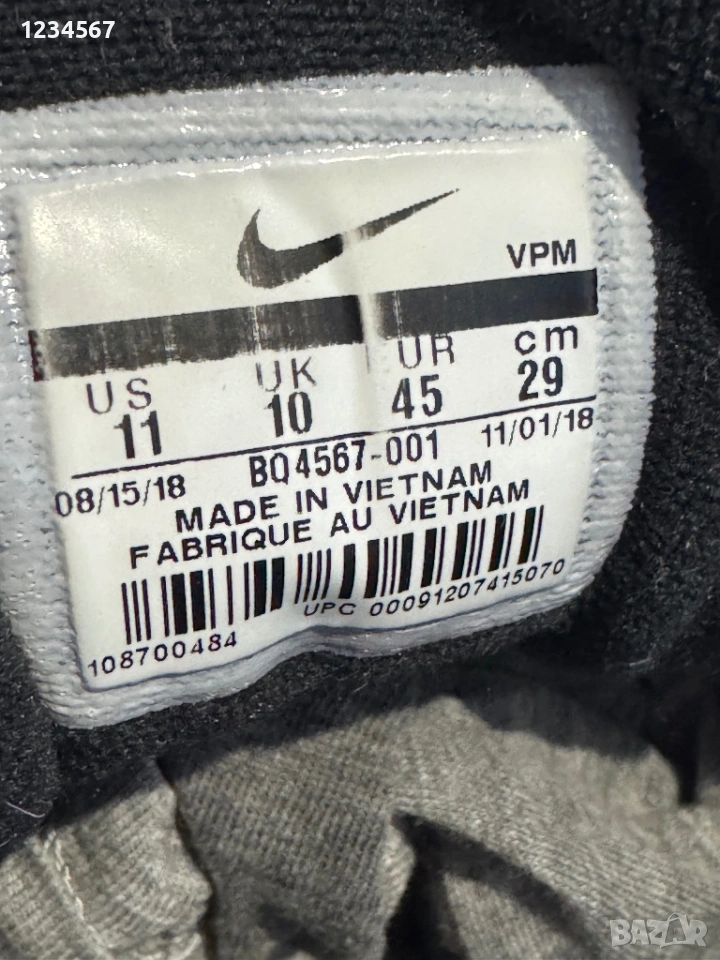 1234567
VPM
US UK UR cm
11 10 45 29
08/15/18 BQ4567-001 11/01/18
MADE IN VIETNAM
FABRIQUE AU VIETNAM
UPC 00091207415070
108700484
BAZAR